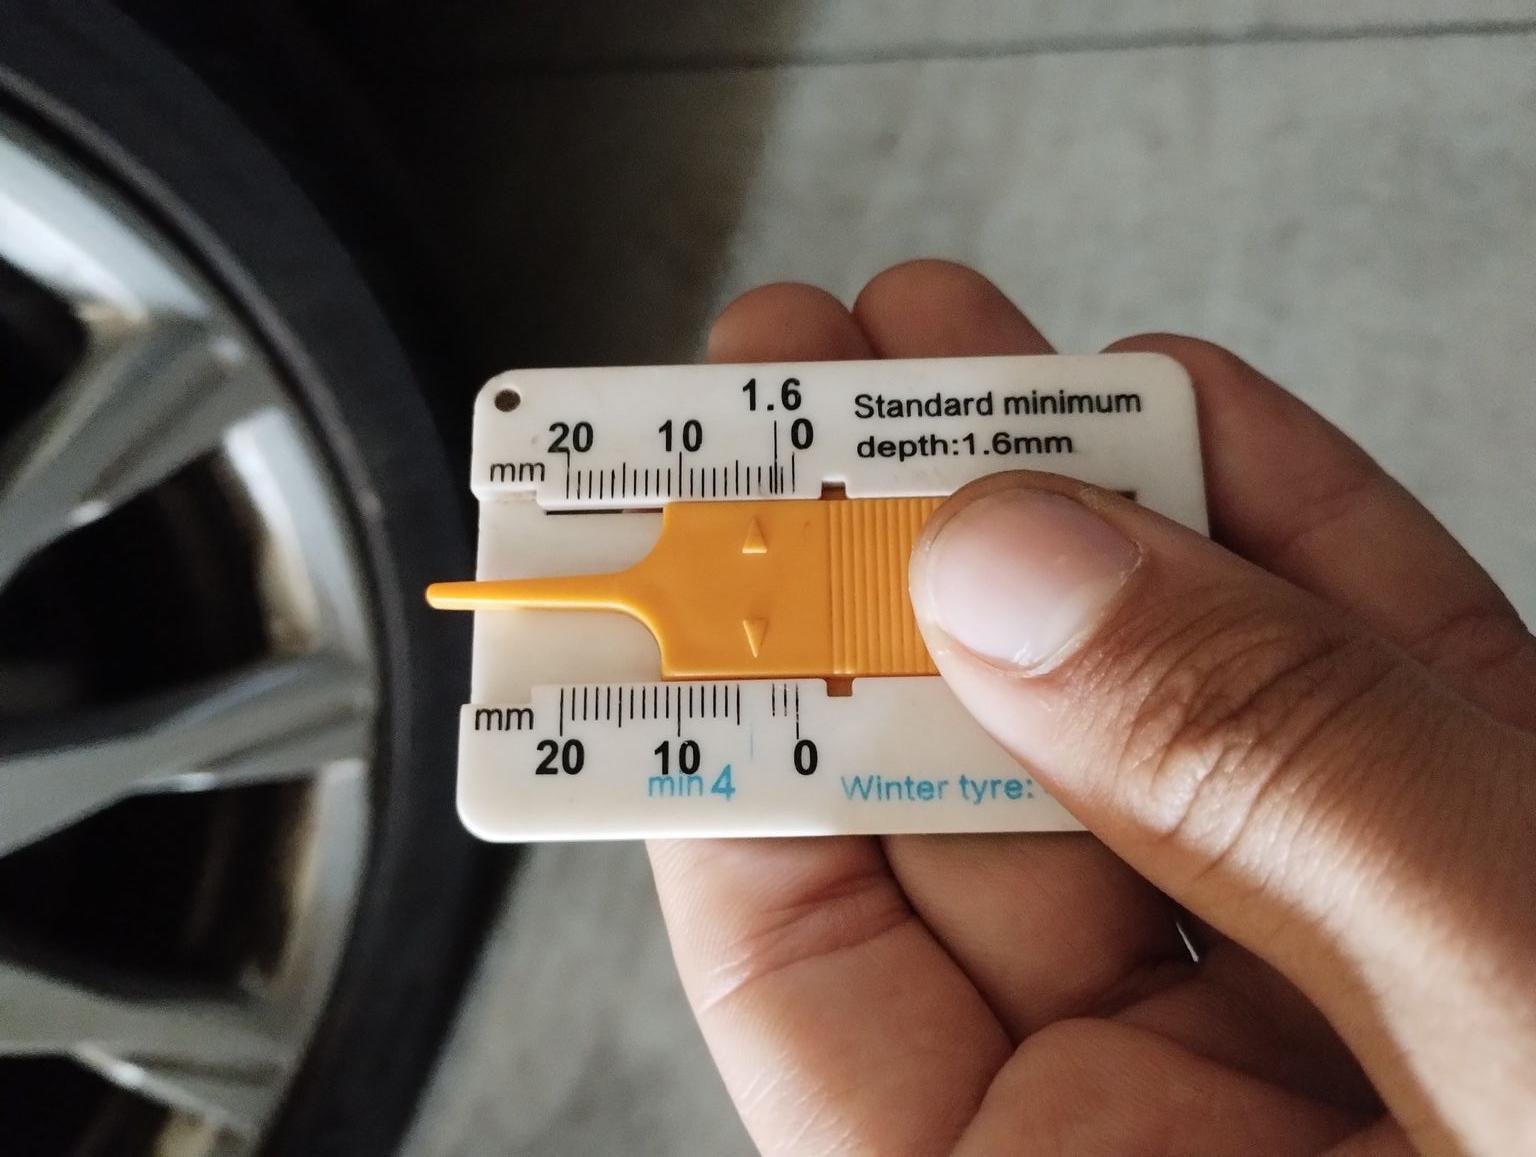 1.6
20 10 0
mm
Standard minimum
depth:1.6mm
mm
20 10 0
min 4
Winter tyre: